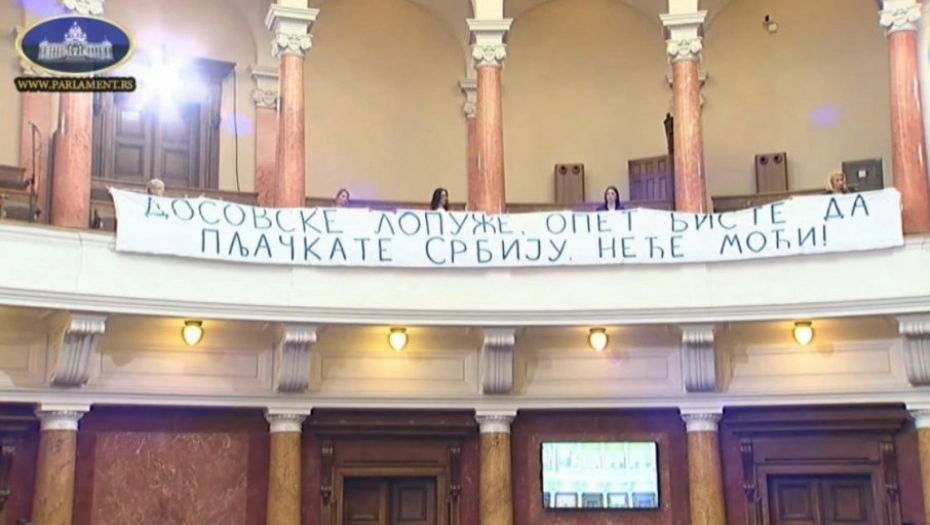 WWW.PARLAMENT.RS
ДОСОВСКЕ ЛОПУЖЕ, ОПЕТ БИСТЕ ДА
ПЉАЧКАТЕ СРБИЈУ. НЕЋЕ МОЋИ!